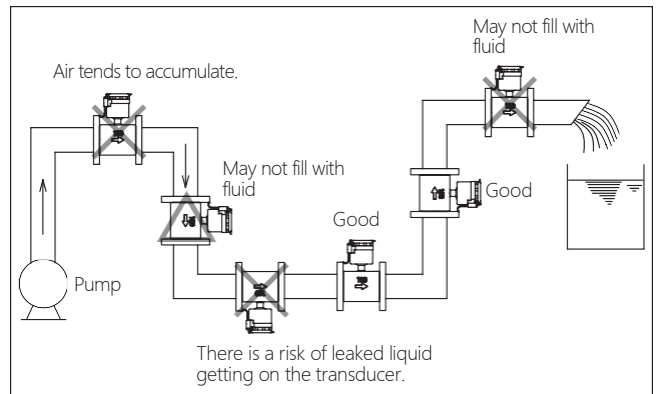 May not fill with
fluid
Air tends to accumulate.
May not fill with
fluid
Good
Good
Pump
There is a risk of leaked liquid
getting on the transducer.